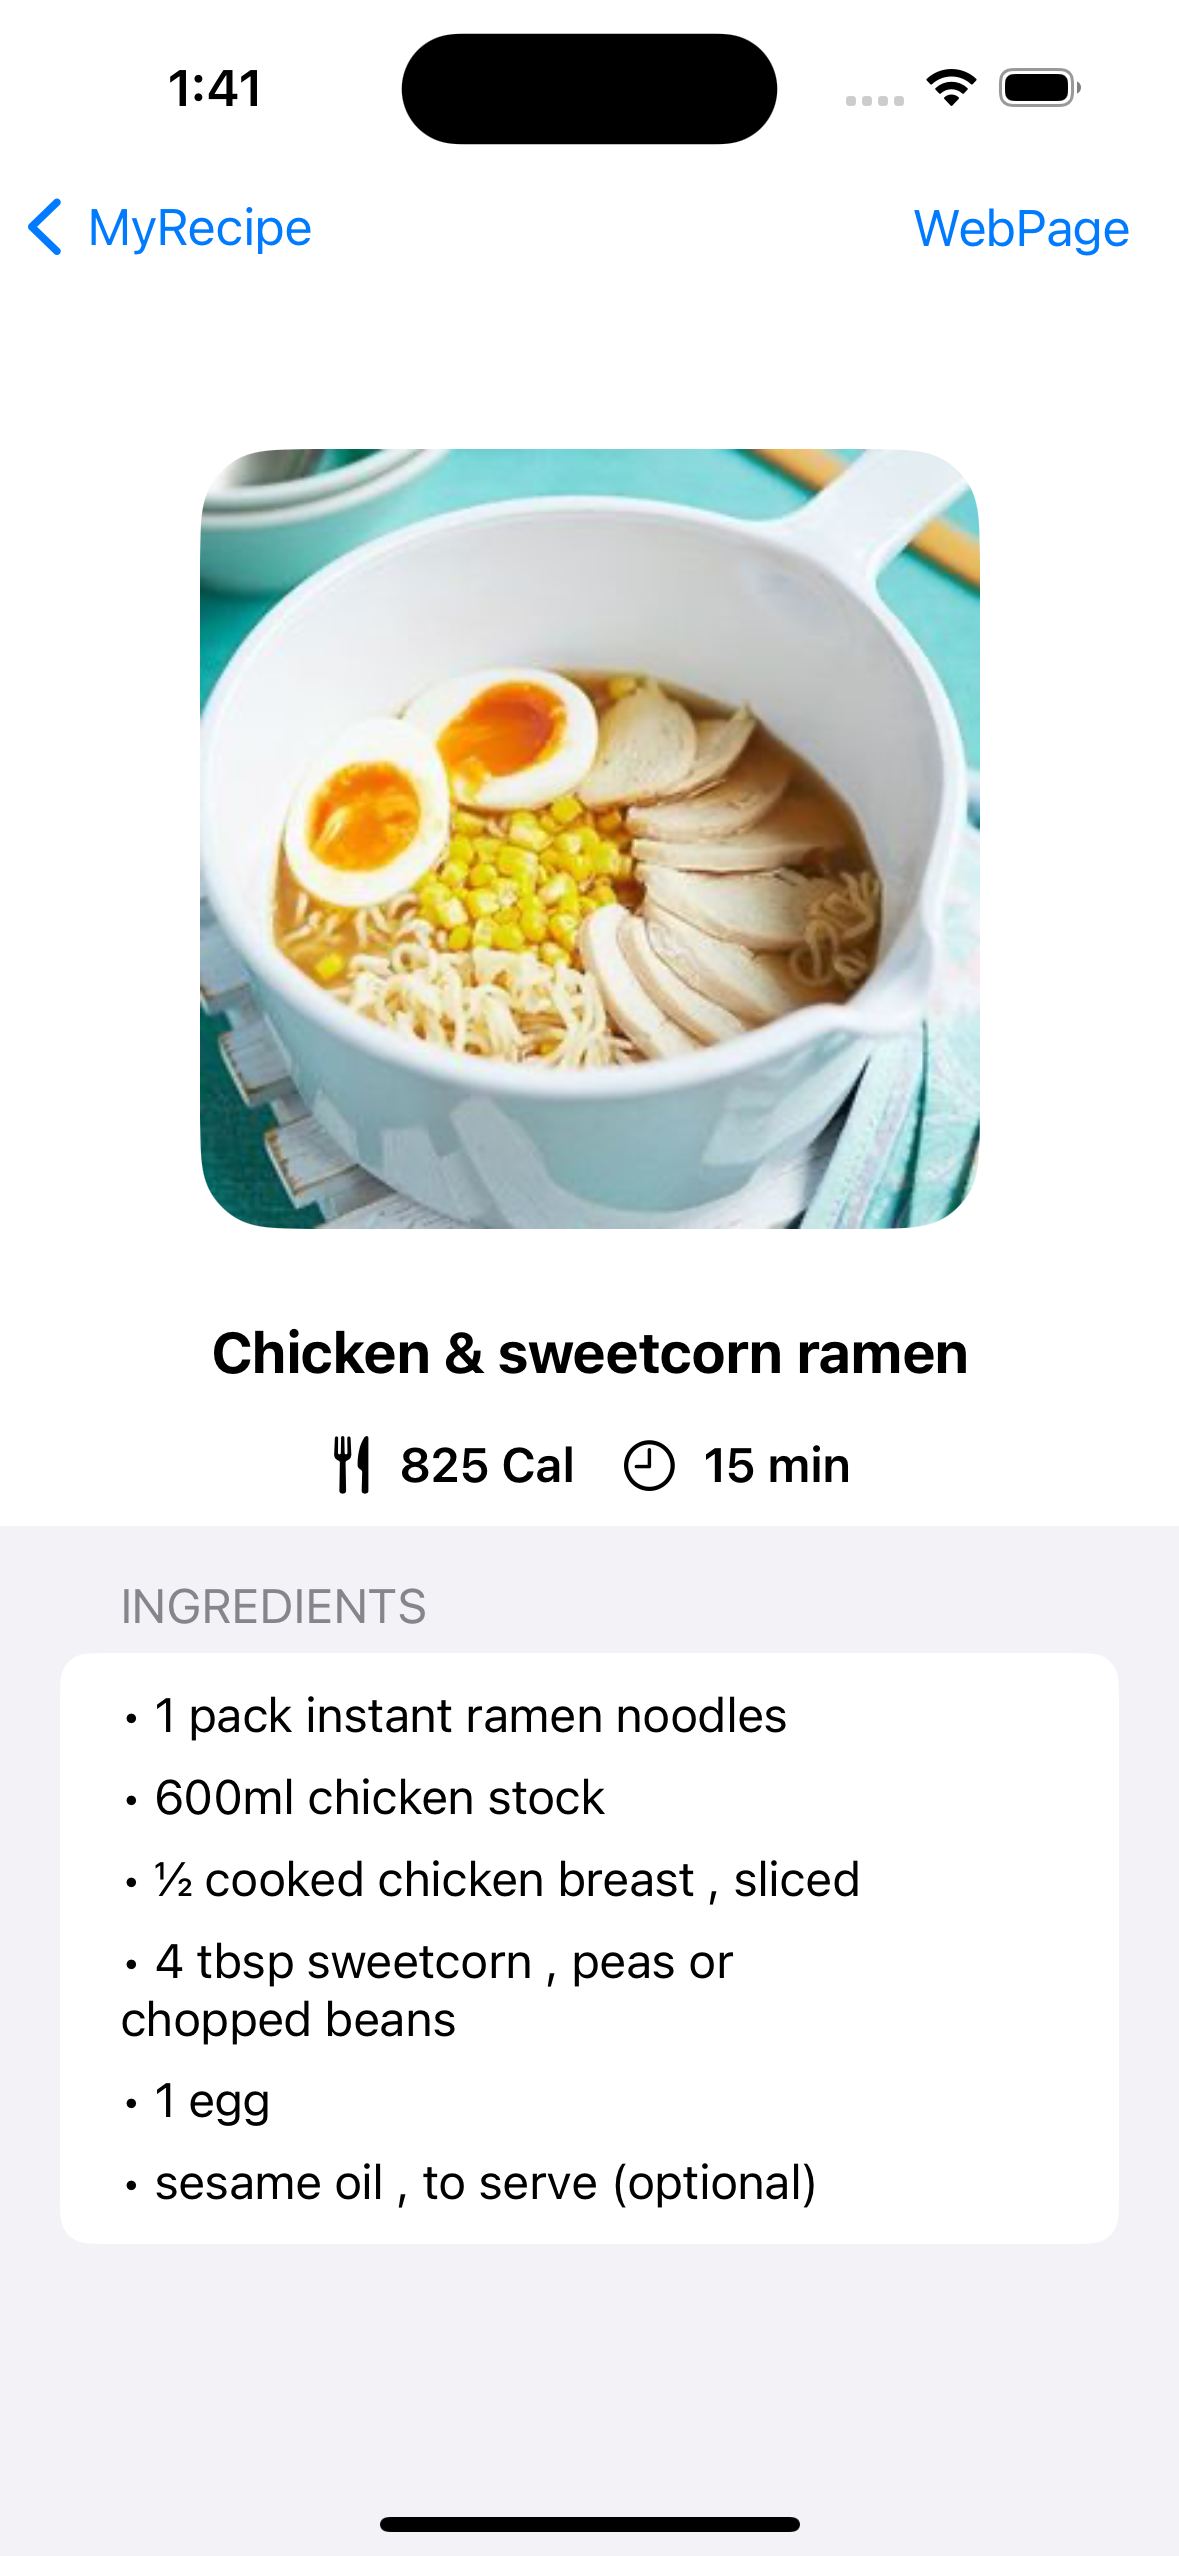 1:41
MyRecipe
WebPage
Chicken & sweetcorn ramen
825 Cal 15 min
INGREDIENTS
• 1 pack instant ramen noodles
• 600ml chicken stock
• ½ cooked chicken breast , sliced
• 4 tbsp sweetcorn , peas or
chopped beans
• 1 egg
• sesame oil , to serve (optional)